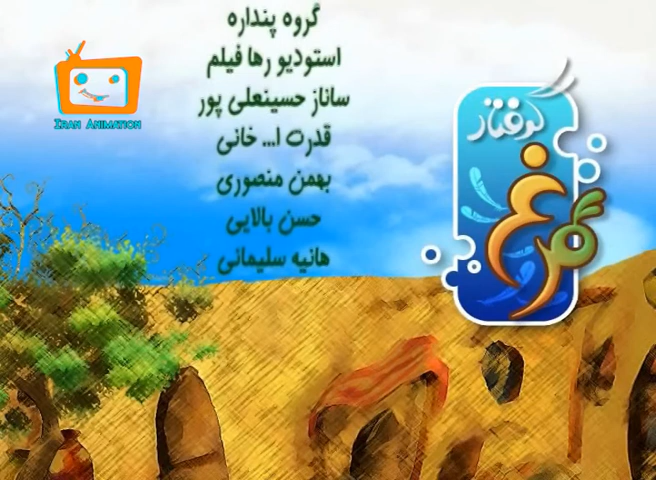 گروه پنداره
استودیو رها فیلم
ساناز حسینعلی پور
قدرت ا... خانی
بهمن منصوری
حسن بالایی
هانیه سلیمانی
گرفتار
مرغ
IRAN ANIMATION